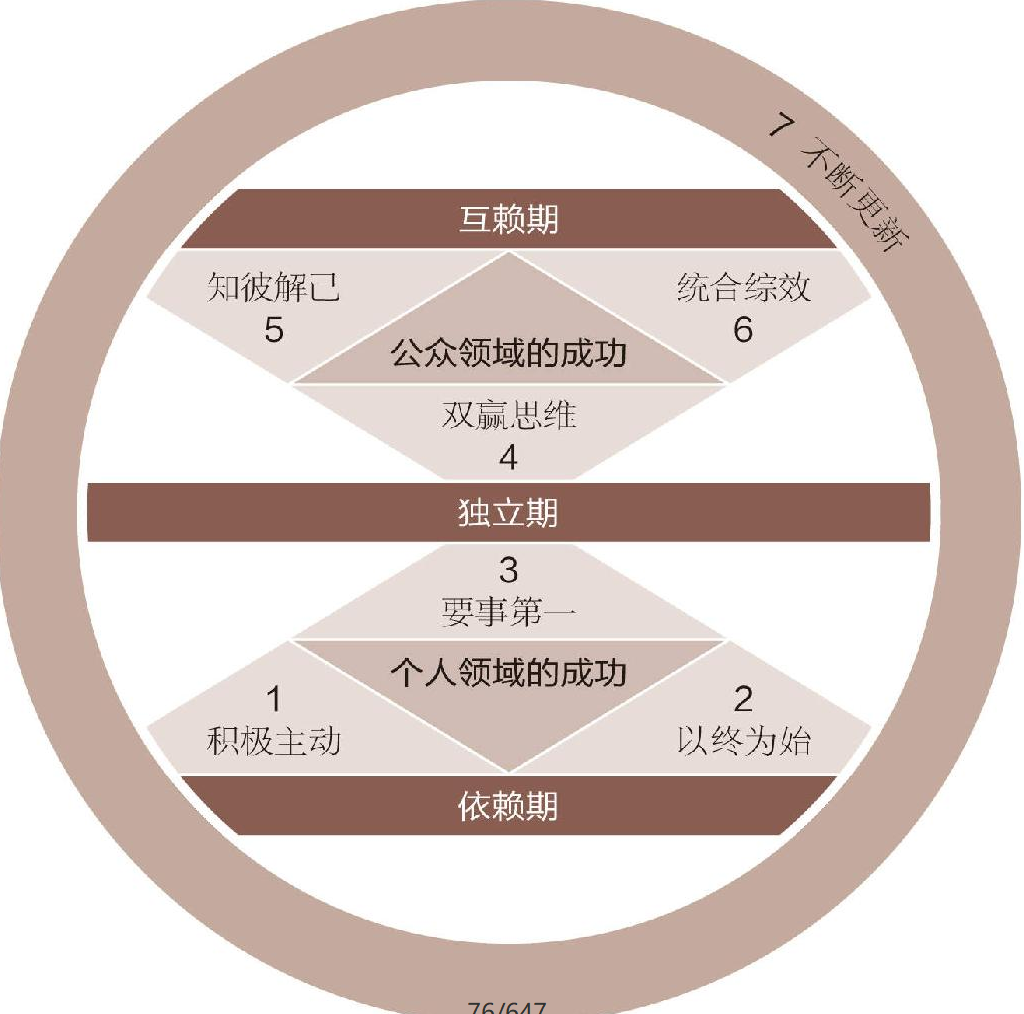 7 不断更新
互赖期
知彼解己
5
统合综效
6
公众领域的成功
双赢思维
4
独立期
3
要事第一
个人领域的成功
1
积极主动
2
以终为始
依赖期
76/647